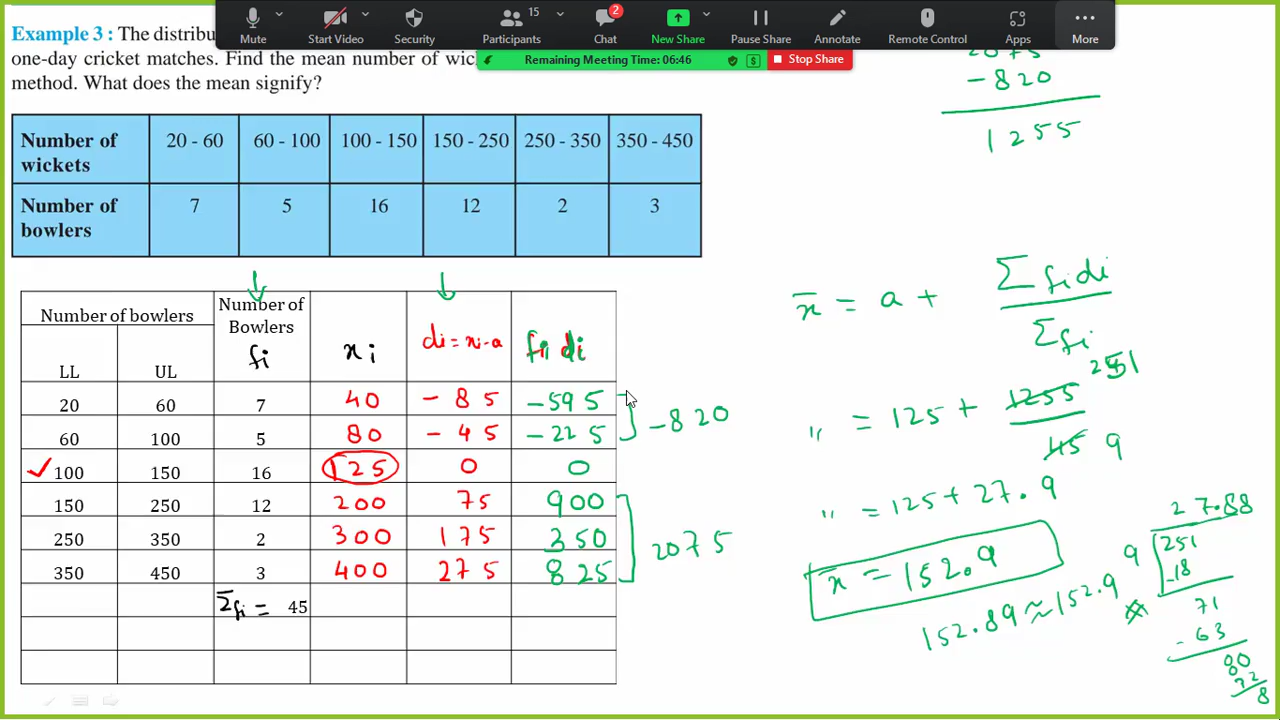 Mute Start Video Security Participants 15 Chat 2 New Share Pause Share Annotate Remote Control Apps More
Remaining Meeting Time: 06:46 Stop Share
Example 3 : The distribu
one-day cricket matches. Find the mean number of wic
method. What does the mean signify?
Number of wickets 20 - 60 60 - 100 100 - 150 150 - 250 250 - 350 350 - 450
Number of bowlers 7 5 16 12 2 3
Number of bowlers Number of Bowlers fi xi di = xi - a fi di
LL UL
20 60 7 40 - 85 - 595
60 100 5 80 - 45 - 225
- 820
✓ 100 150 16 125 0 0
150 250 12 200 75 900
250 350 2 300 175 350
350 450 3 400 275 825
2075
Σfi = 45
2075
- 820
1255
x̄ = a + Σ fidi / Σfi
" = 125 + 1255 / 45 251 / 9
" = 125 + 27.9
x̄ = 152.9
152.89 ≈ 152.9
27.88
9 251
-18
71
- 63
80
72
8